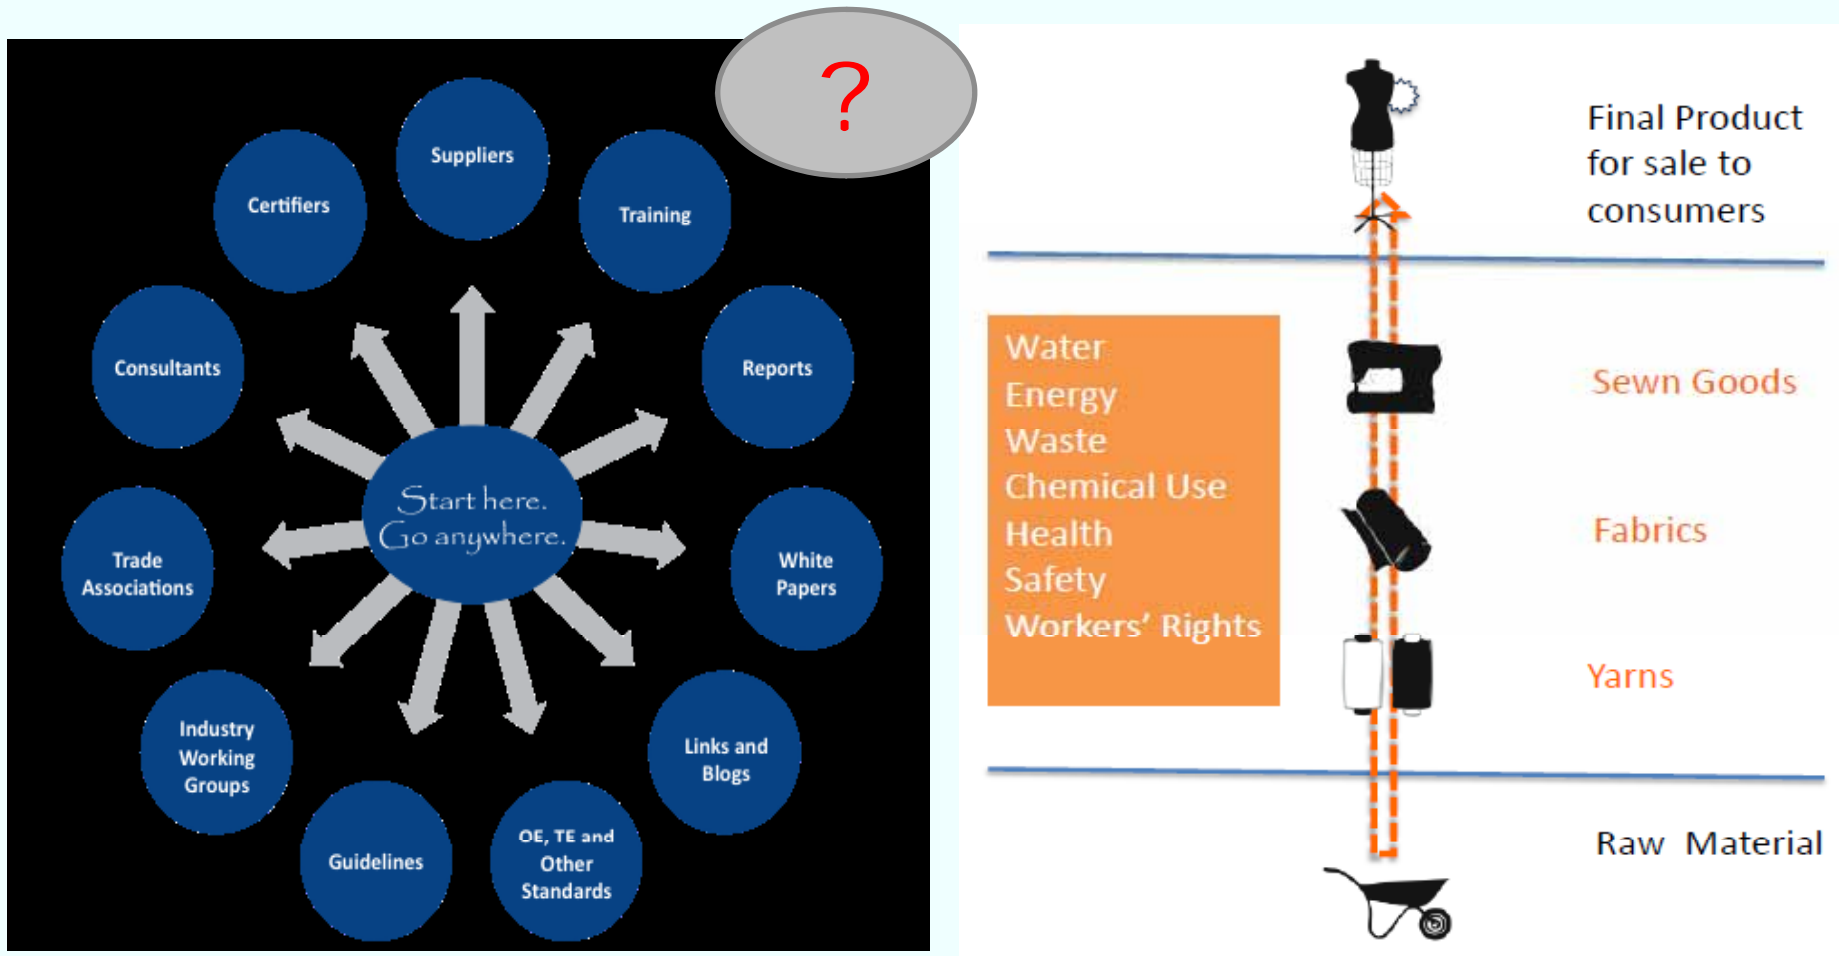 ?
Suppliers
Training
Reports
White
Papers
Links and
Blogs
OE, TE and
Other
Standards
Guidelines
Industry
Working
Groups
Trade
Associations
Consultants
Certifiers
Start here.
Go anywhere.
Final Product
for sale to
consumers
Water
Energy
Waste
Chemical Use
Health
Safety
Workers’ Rights
Sewn Goods
Fabrics
Yarns
Raw Material